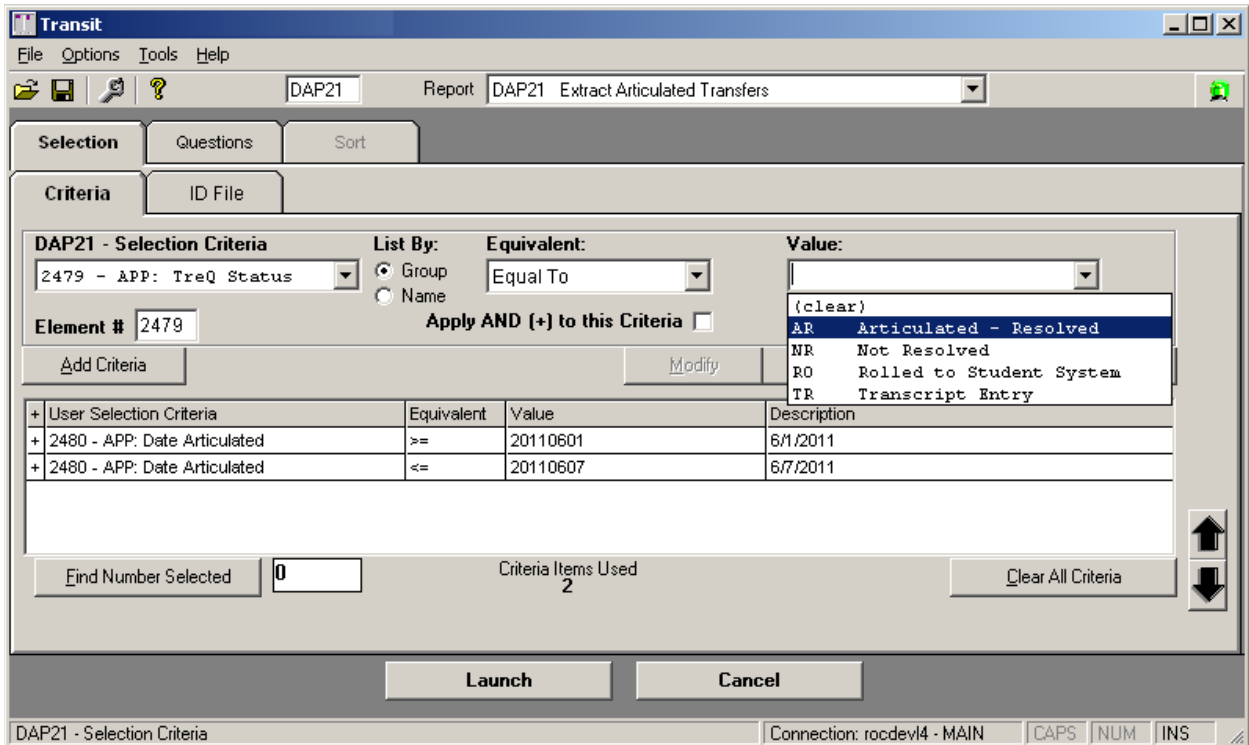 Transit
File Options Tools Help
DAP21 Report DAP21 Extract Articulated Transfers
Selection Questions Sort
Criteria ID File
DAP21 - Selection Criteria List By: Equivalent: Value:
2479 - APP: TreQ Status Group Equal To
Name
Element # 2479 Apply AND (+) to this Criteria
(clear)
AR Articulated - Resolved
NR Not Resolved
RO Rolled to Student System
TR Transcript Entry
Add Criteria Modify
+ User Selection Criteria Equivalent Value Description
+ 2480 - APP: Date Articulated >= 20110601 6/1/2011
+ 2480 - APP: Date Articulated <= 20110607 6/7/2011
Find Number Selected 0 Criteria Items Used Clear All Criteria
2
Launch Cancel
DAP21 - Selection Criteria Connection: rocdevl4 - MAIN CAPS NUM INS